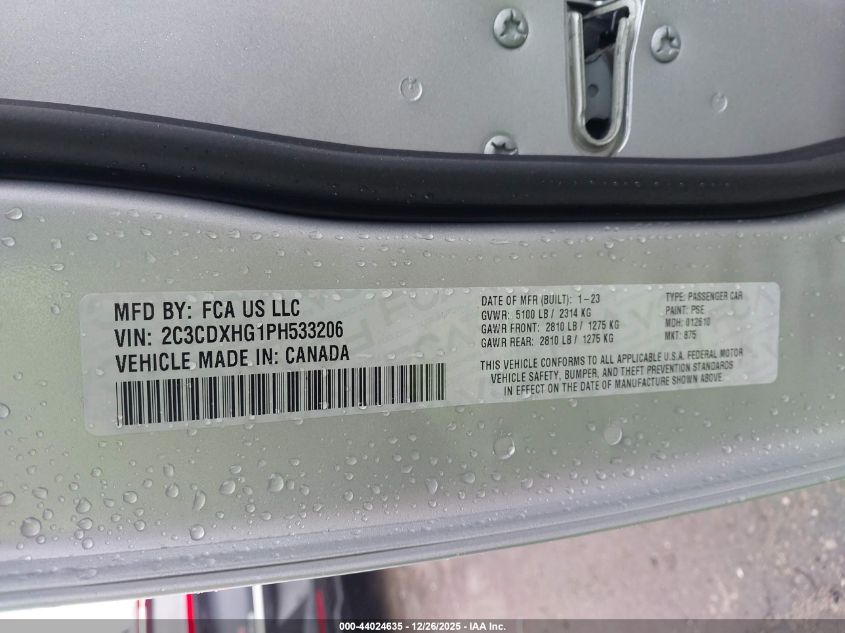 MFD BY: FCA US LLC
VIN: 2C3CDXHG1PH533206
VEHICLE MADE IN: CANADA
DATE OF MFR (BUILT): 1-23
GVWR: 5100 LB / 2314 KG
GAWR FRONT: 2810 LB / 1275 KG
GAWR REAR: 2810 LB / 1275 KG
TYPE: PASSENGER CAR
PAINT: PSE
MDH: 012610
MKT: 875
THIS VEHICLE CONFORMS TO ALL APPLICABLE U.S.A. FEDERAL MOTOR
VEHICLE SAFETY, BUMPER, AND THEFT PREVENTION STANDARDS
IN EFFECT ON THE DATE OF MANUFACTURE SHOWN ABOVE.
000-44024635 - 12/26/2025 - IAA Inc.